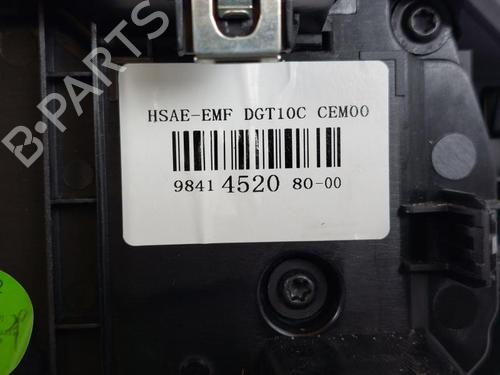 HSAE-EMF DGT10C CEM00
9841 4520 80-00
B-PARTS